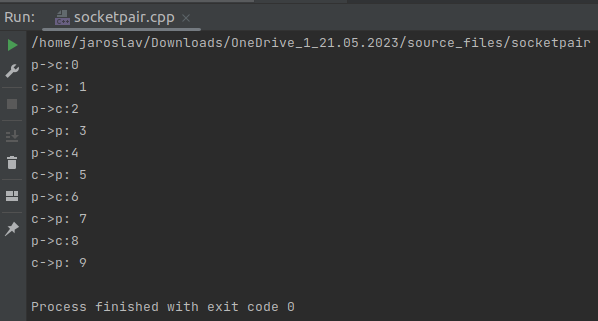 Run: socketpair.cpp
/home/jaroslav/Downloads/OneDrive_1_21.05.2023/source_files/socketpair
p->c:0
c->p: 1
p->c:2
c->p: 3
p->c:4
c->p: 5
p->c:6
c->p: 7
p->c:8
c->p: 9
Process finished with exit code 0